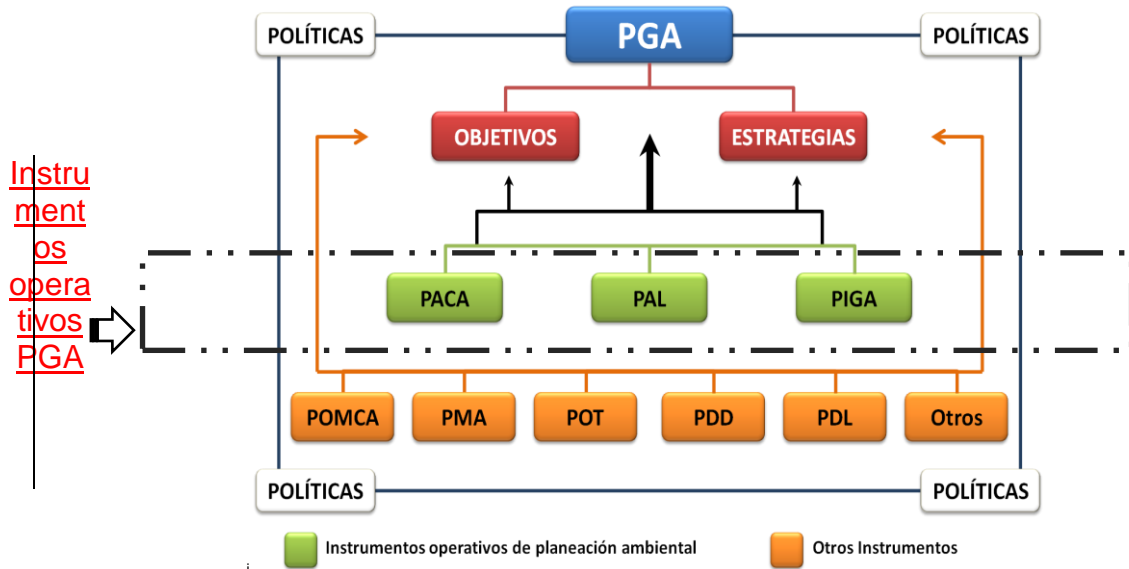 POLÍTICAS
PGA
POLÍTICAS
OBJETIVOS
ESTRATEGIAS
Instru
ment
os
opera
tivos
PGA
PACA
PAL
PIGA
POMCA
PMA
POT
PDD
PDL
Otros
POLÍTICAS
POLÍTICAS
Instrumentos operativos de planeación ambiental
Otros Instrumentos